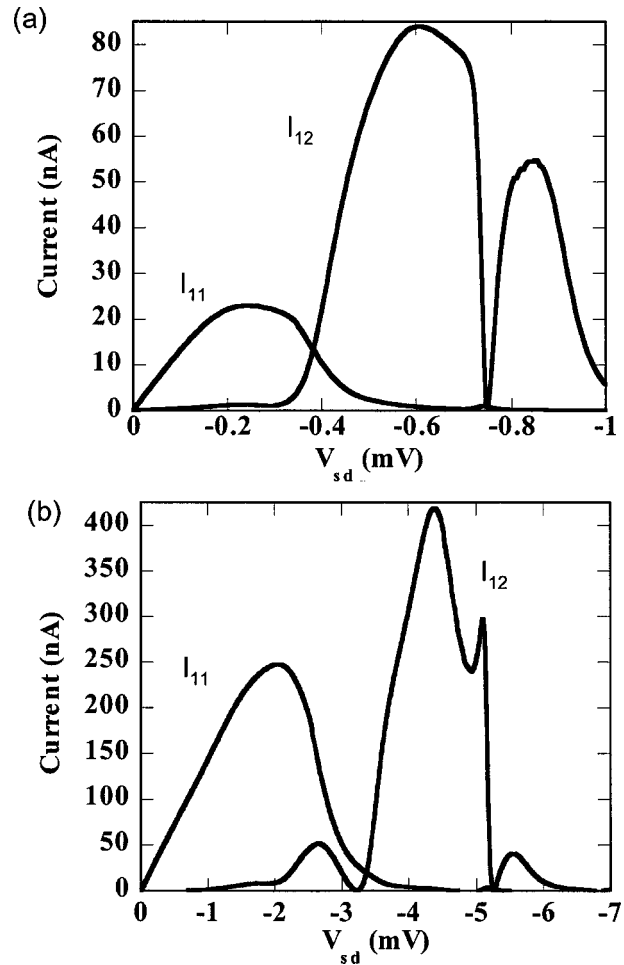 (a)
80
70
60
50
40
30
20
10
0
Current (nA)
I12
I11
0 -0.2 -0.4 -0.6 -0.8 -1
Vsd (mV)
(b)
400
350
300
250
200
150
100
50
0
Current (nA)
I12
I11
0 -1 -2 -3 -4 -5 -6 -7
Vsd (mV)